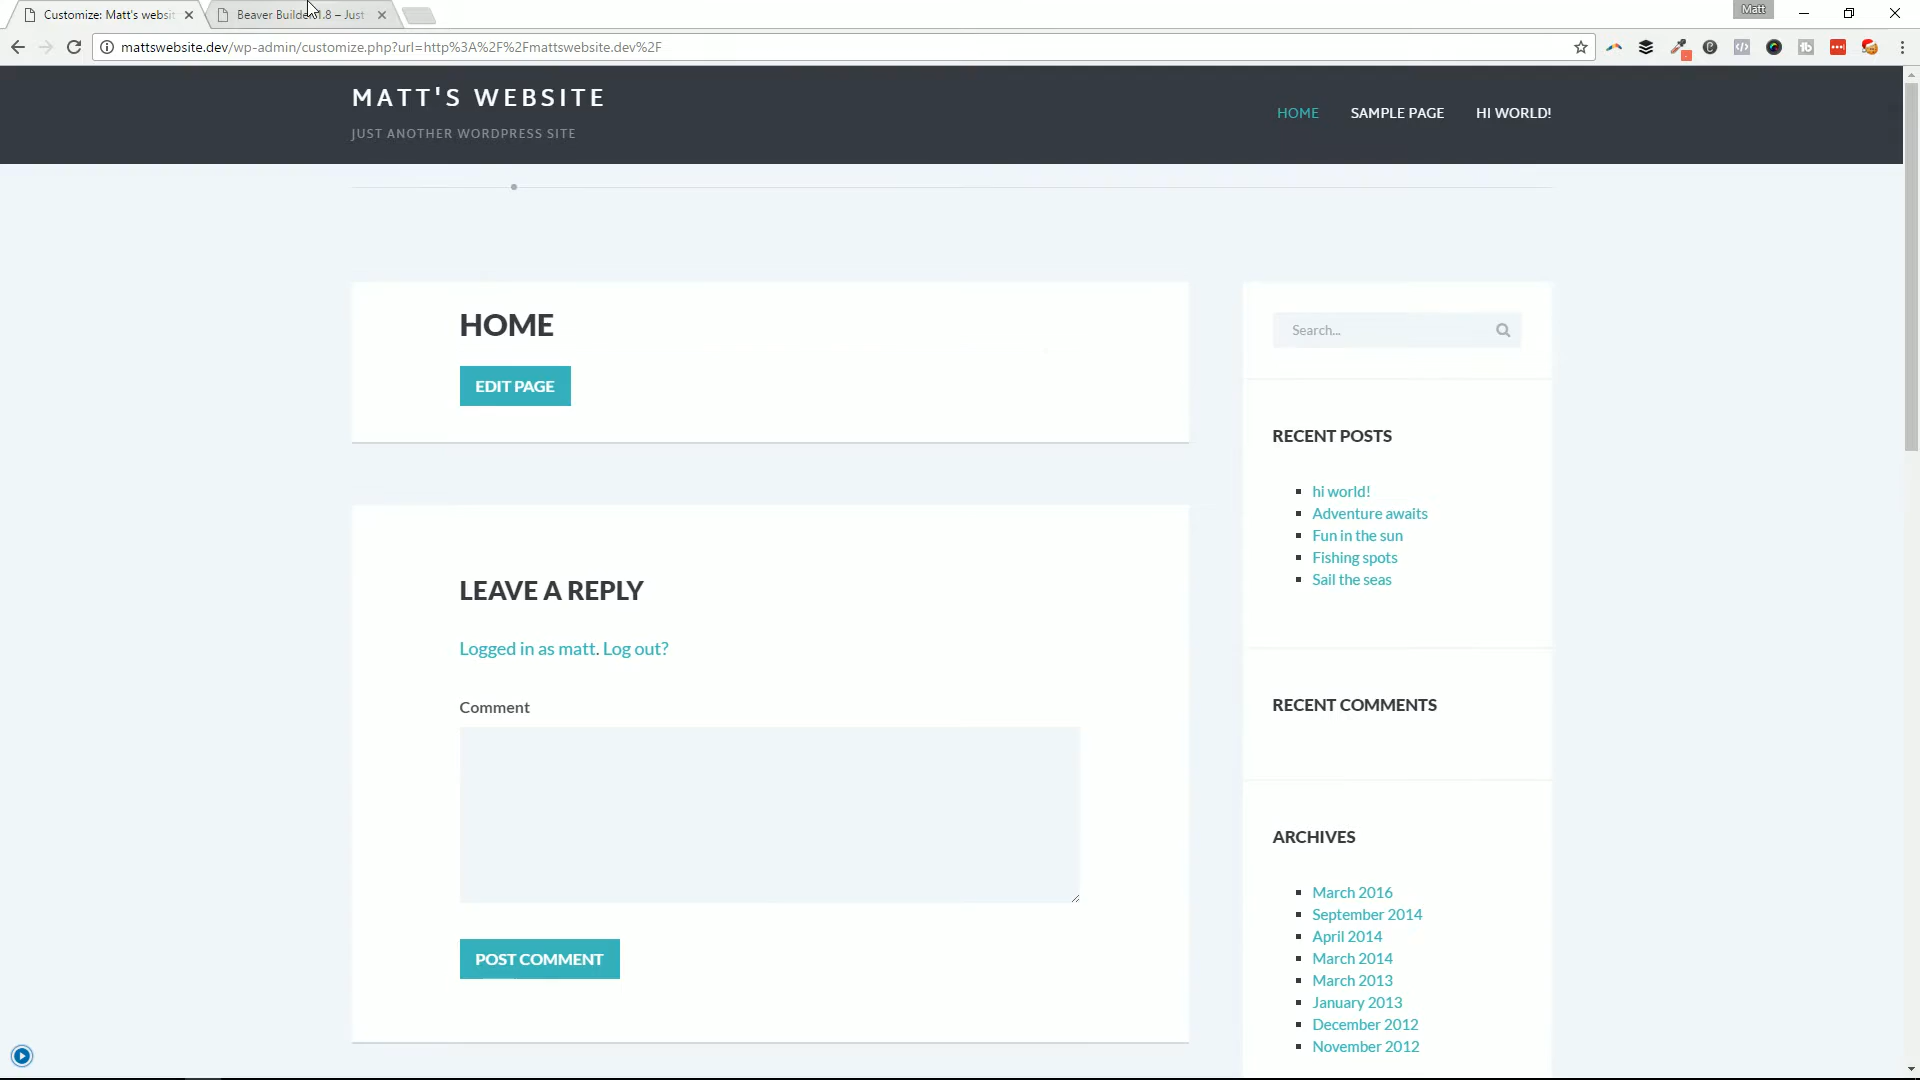 Customize: Matt's websit
Beaver Builder 1.8 – Just
Matt
mattswebsite.dev/wp-admin/customize.php?url=http%3A%2F%2Fmattswebsite.dev%2F
MATT'S WEBSITE
JUST ANOTHER WORDPRESS SITE
HOME
SAMPLE PAGE
HI WORLD!
HOME
EDIT PAGE
LEAVE A REPLY
Logged in as matt. Log out?
Comment
POST COMMENT
Search...
RECENT POSTS
hi world!
Adventure awaits
Fun in the sun
Fishing spots
Sail the seas
RECENT COMMENTS
ARCHIVES
March 2016
September 2014
April 2014
March 2014
March 2013
January 2013
December 2012
November 2012